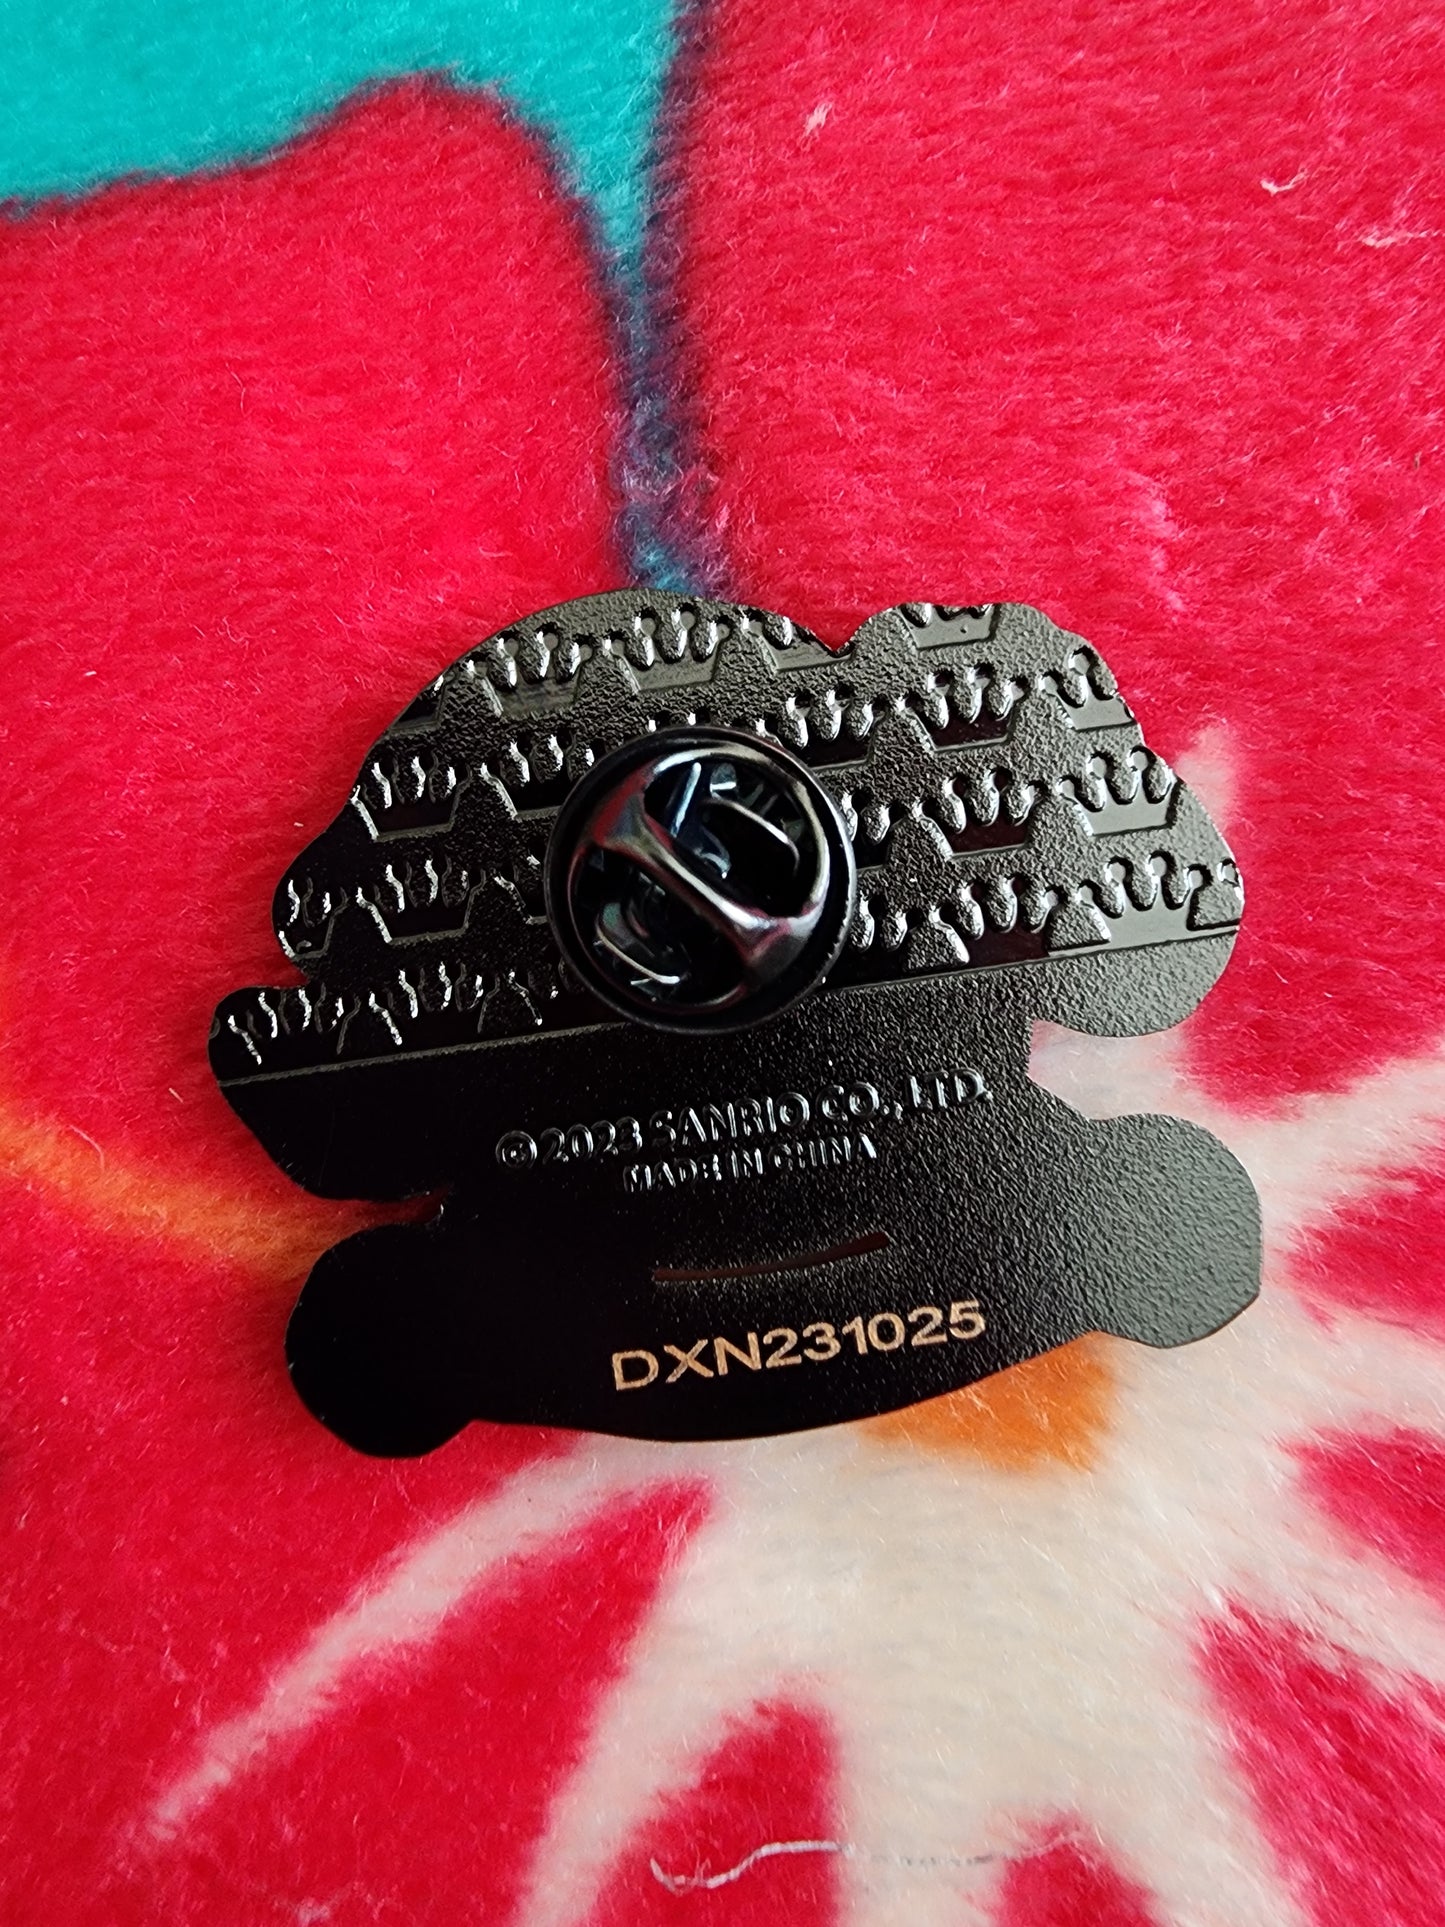 © 2023 SANRIO CO., LTD.
MADE IN CHINA
DXN231025